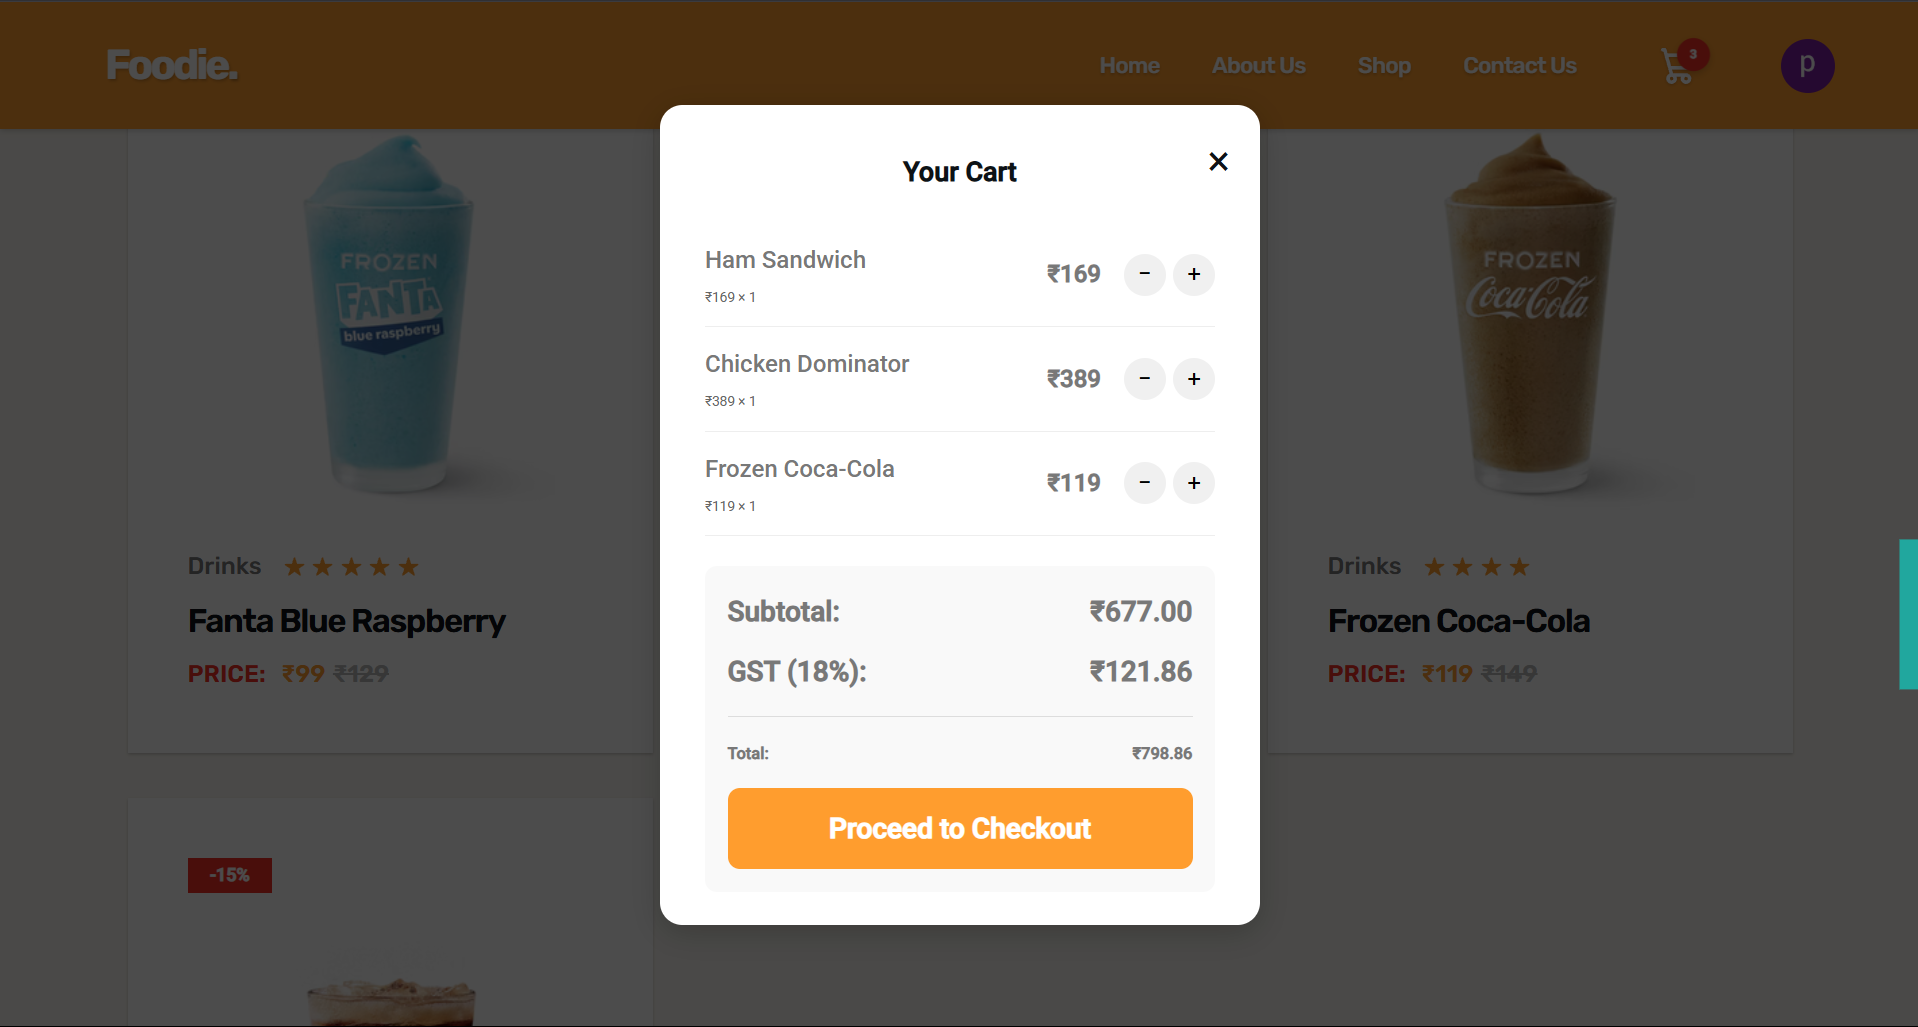 Foodie.
Home About Us Shop Contact Us 3 p
Your Cart ×
Ham Sandwich
₹169 − +
₹169 × 1
Chicken Dominator
₹389 − +
₹389 × 1
Frozen Coca-Cola
₹119 − +
₹119 × 1
Subtotal: ₹677.00
GST (18%): ₹121.86
Total: ₹798.86
Proceed to Checkout
FROZEN
FANTA
blue raspberry
Drinks ★★★★★
Fanta Blue Raspberry
PRICE: ₹99 ₹129
FROZEN
Coca-Cola
Drinks ★★★★
Frozen Coca-Cola
PRICE: ₹119 ₹149
-15%